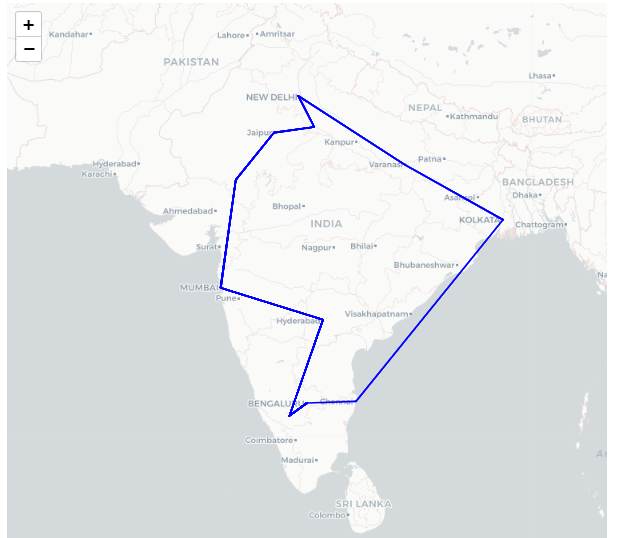 +
Kandahar
Lahore
Amritsar
−
PAKISTAN
Lhasa
NEW DELHI
NEPAL
Kathmandu
BHUTAN
Jaipur
Kanpur
Patna
Varanasi
Hyderabad
Karachi
BANGLADESH
Asansol
Dhaka
Ahmedabad
Bhopal
INDIA
KOLKATA
Chattogram
Surat
Nagpur
Bhilai
Bhubaneshwar
MUMBAI
Pune
Hyderabad
Visakhapatnam
BENGALURU
Chennai
Coimbatore
Madurai
SRI LANKA
Colombo